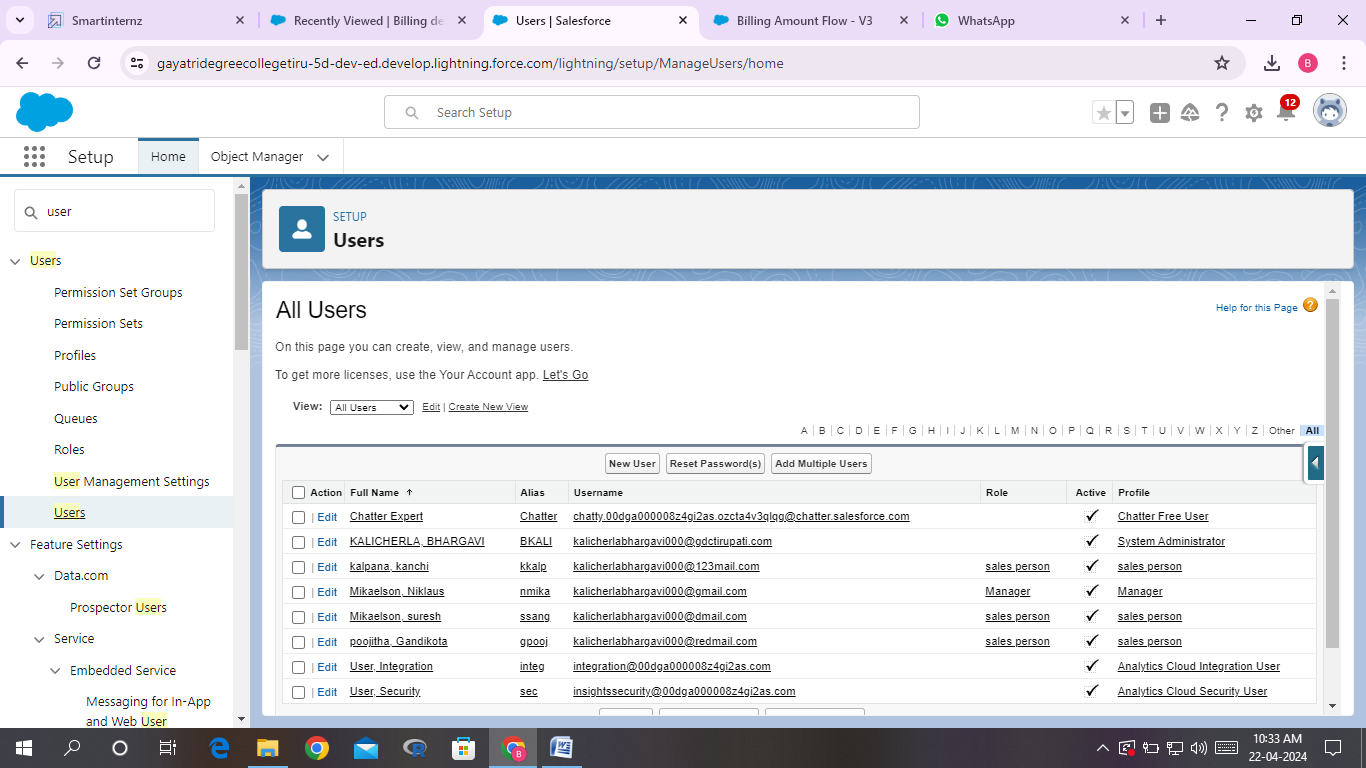 Smartinternz
Recently Viewed | Billing de
Users | Salesforce
Billing Amount Flow - V3
WhatsApp
gayatridegreecollegetiru-5d-dev-ed.develop.lightning.force.com/lightning/setup/ManageUsers/home
B
Search Setup
12
Setup
Home
Object Manager
user
Users
Permission Set Groups
Permission Sets
Profiles
Public Groups
Queues
Roles
User Management Settings
Users
Feature Settings
Data.com
Prospector Users
Service
Embedded Service
Messaging for In-App
and Web User
SETUP
Users
All Users
Help for this Page ?
On this page you can create, view, and manage users.
To get more licenses, use the Your Account app. Let's Go
View: All Users Edit | Create New View
A | B | C | D | E | F | G | H | I | J | K | L | M | N | O | P | Q | R | S | T | U | V | W | X | Y | Z | Other | All
New User Reset Password(s) Add Multiple Users
Action Full Name ↑ Alias Username Role Active Profile
| Edit Chatter Expert Chatter chatty.00dga000008z4gi2as.ozcta4v3qlqg@chatter.salesforce.com ✓ Chatter Free User
| Edit KALICHERLA, BHARGAVI BKALI kalicherlabhargavi000@gdctirupati.com ✓ System Administrator
| Edit kalpana, kanchi kkalp kalicherlabhargavi000@123mail.com sales person ✓ sales person
| Edit Mikaelson, Niklaus nmika kalicherlabhargavi000@gmail.com Manager ✓ Manager
| Edit Mikaelson, suresh ssang kalicherlabhargavi000@dmail.com sales person ✓ sales person
| Edit poojitha, Gandikota gpooj kalicherlabhargavi000@redmail.com sales person ✓ sales person
| Edit User, Integration integ integration@00dga000008z4gi2as.com ✓ Analytics Cloud Integration User
| Edit User, Security sec insightssecurity@00dga000008z4gi2as.com ✓ Analytics Cloud Security User
10:33 AM
22-04-2024